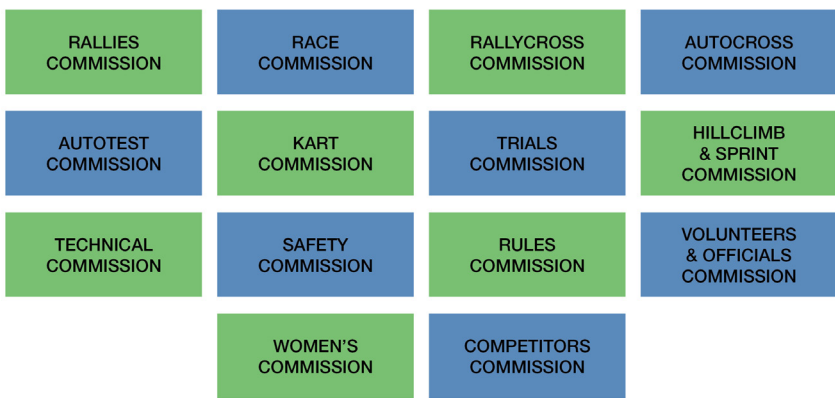 RALLIES
COMMISSION
RACE
COMMISSION
RALLYCROSS
COMMISSION
AUTOCROSS
COMMISSION
AUTOTEST
COMMISSION
KART
COMMISSION
TRIALS
COMMISSION
HILLCLIMB
& SPRINT
COMMISSION
TECHNICAL
COMMISSION
SAFETY
COMMISSION
RULES
COMMISSION
VOLUNTEERS
& OFFICIALS
COMMISSION
WOMEN’S
COMMISSION
COMPETITORS
COMMISSION